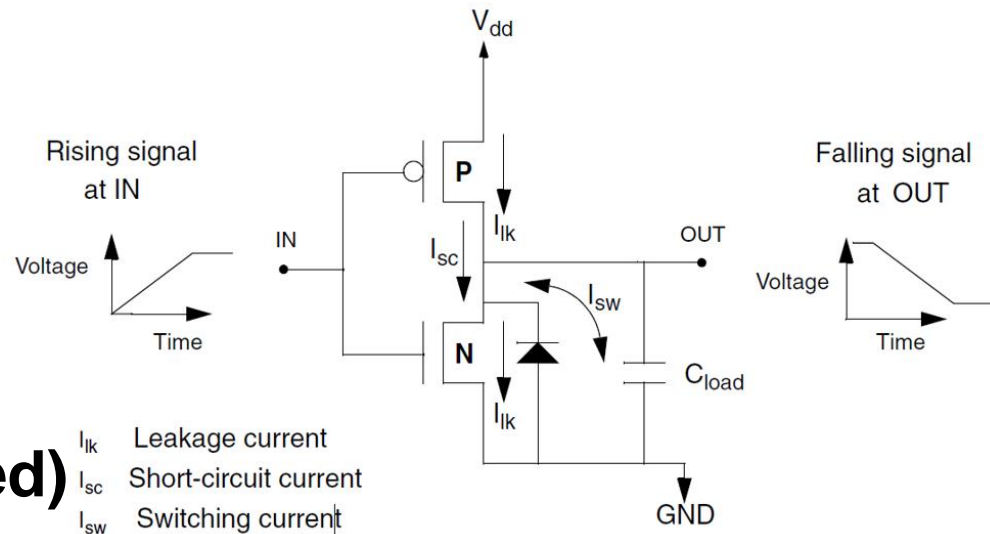 Vdd
Rising signal
at IN
Falling signal
at OUT
P
Ilk
IN
Isc
OUT
Voltage
Voltage
Isw
Time
Time
N
Cload
Ilk
Ilk Leakage current
ed)
Isc Short-circuit current
Isw Switching current
GND